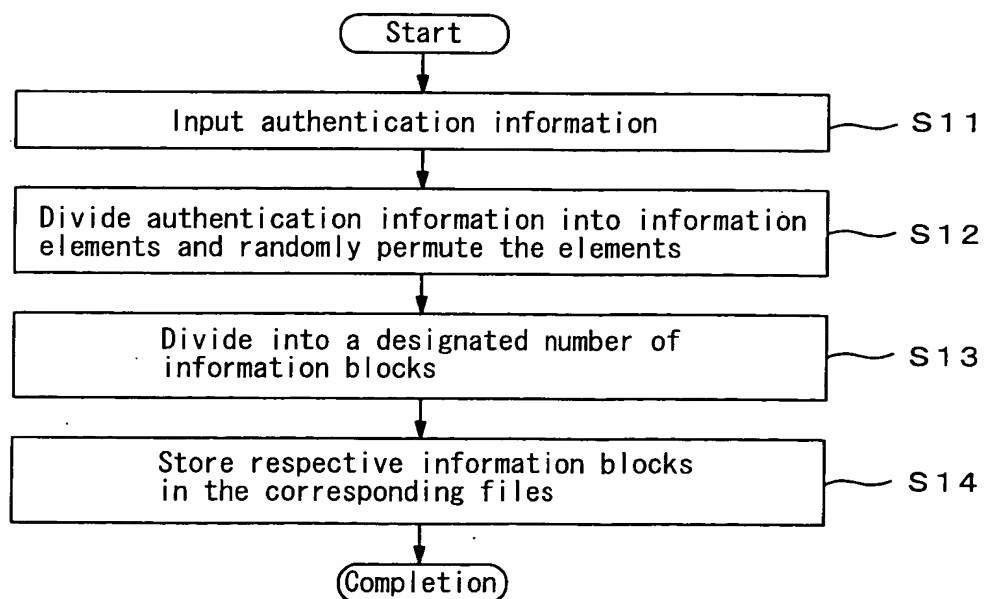 Start
Input authentication information
S11
Divide authentication information into information
elements and randomly permute the elements
S12
Divide into a designated number of
information blocks
S13
Store respective information blocks
in the corresponding files
S14
Completion